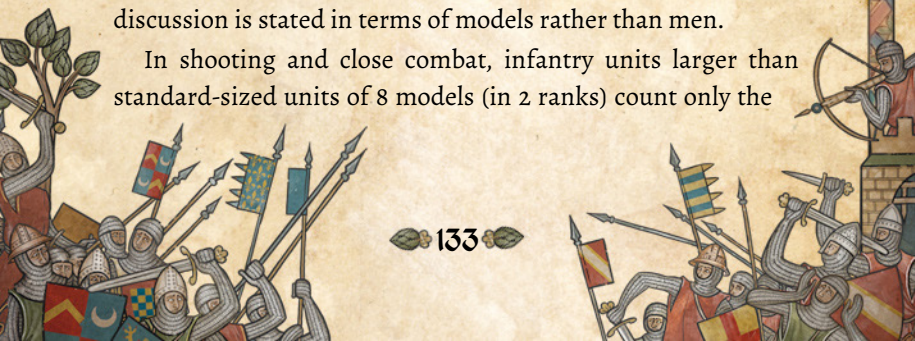 discussion is stated in terms of models rather than men.
In shooting and close combat, infantry units larger than
standard-sized units of 8 models (in 2 ranks) count only the
133